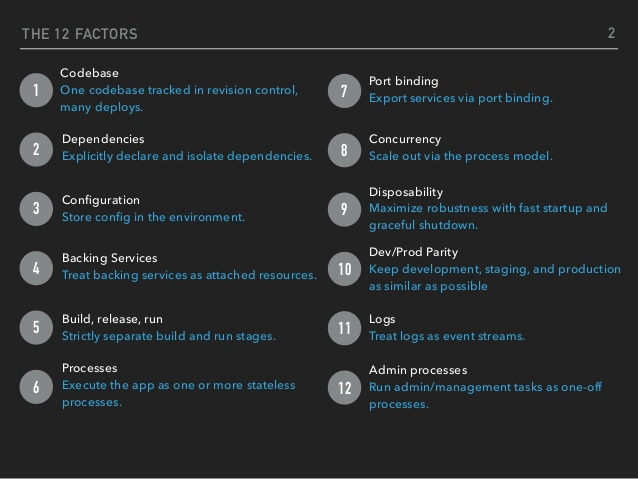 THE 12 FACTORS
2
1
Codebase
One codebase tracked in revision control,
many deploys.
2
Dependencies
Explicitly declare and isolate dependencies.
3
Configuration
Store config in the environment.
4
Backing Services
Treat backing services as attached resources.
5
Build, release, run
Strictly separate build and run stages.
6
Processes
Execute the app as one or more stateless
processes.
7
Port binding
Export services via port binding.
8
Concurrency
Scale out via the process model.
9
Disposability
Maximize robustness with fast startup and
graceful shutdown.
10
Dev/Prod Parity
Keep development, staging, and production
as similar as possible
11
Logs
Treat logs as event streams.
12
Admin processes
Run admin/management tasks as one-off
processes.